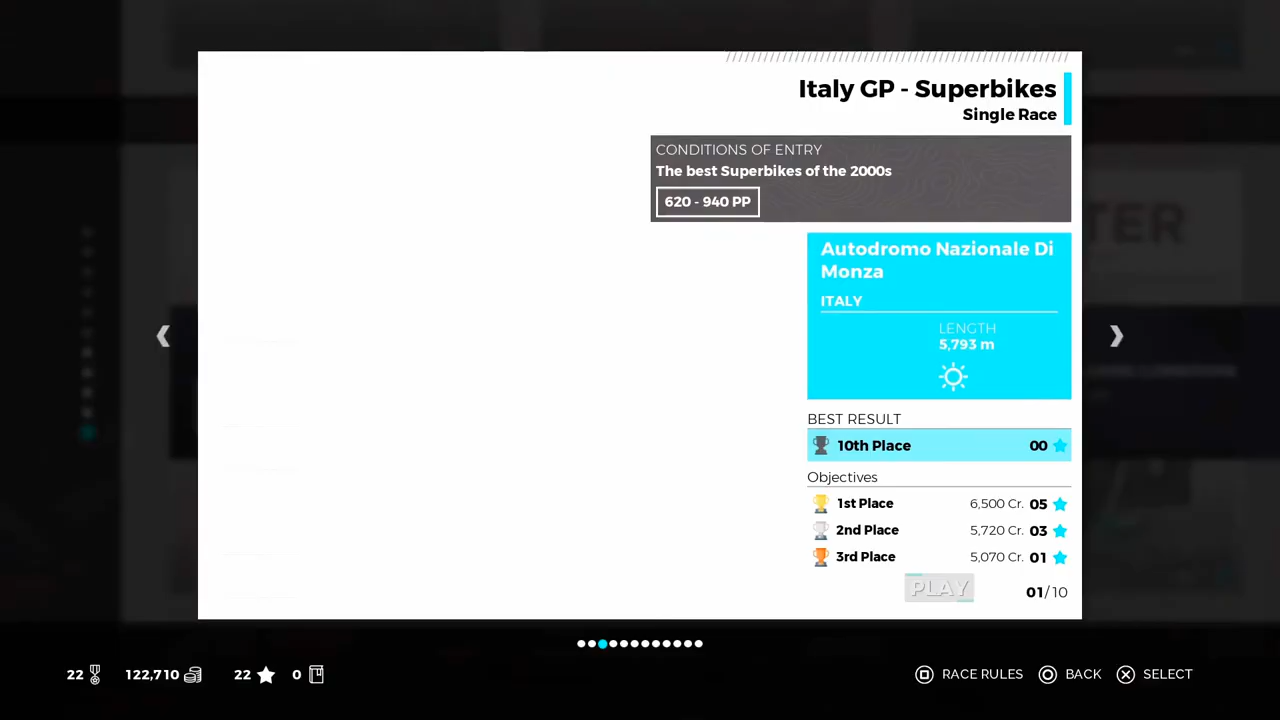 Italy GP - Superbikes
Single Race
CONDITIONS OF ENTRY
The best Superbikes of the 2000s
620 - 940 PP
TER
Autodromo Nazionale Di
Monza
ITALY
LENGTH
5,793 m
BEST RESULT
10th Place 00
Objectives
1st Place 6,500 Cr. 05
2nd Place 5,720 Cr. 03
3rd Place 5,070 Cr. 01
PLAY 01/10
22 122,710 22 0 RACE RULES BACK SELECT